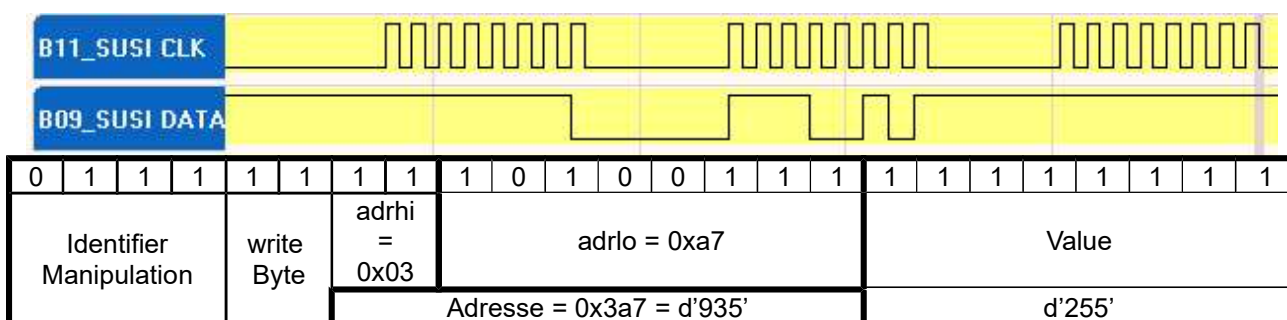 B11_SUSI CLK
B09_SUSI DATA
0 1 1 1 1 1 1 1 1 0 1 0 0 1 1 1 1 1 1 1 1 1 1 1
Identifier Manipulation
write Byte
adrhi = 0x03
adrlo = 0xa7
Value
Adresse = 0x3a7 = d'935'
d'255'